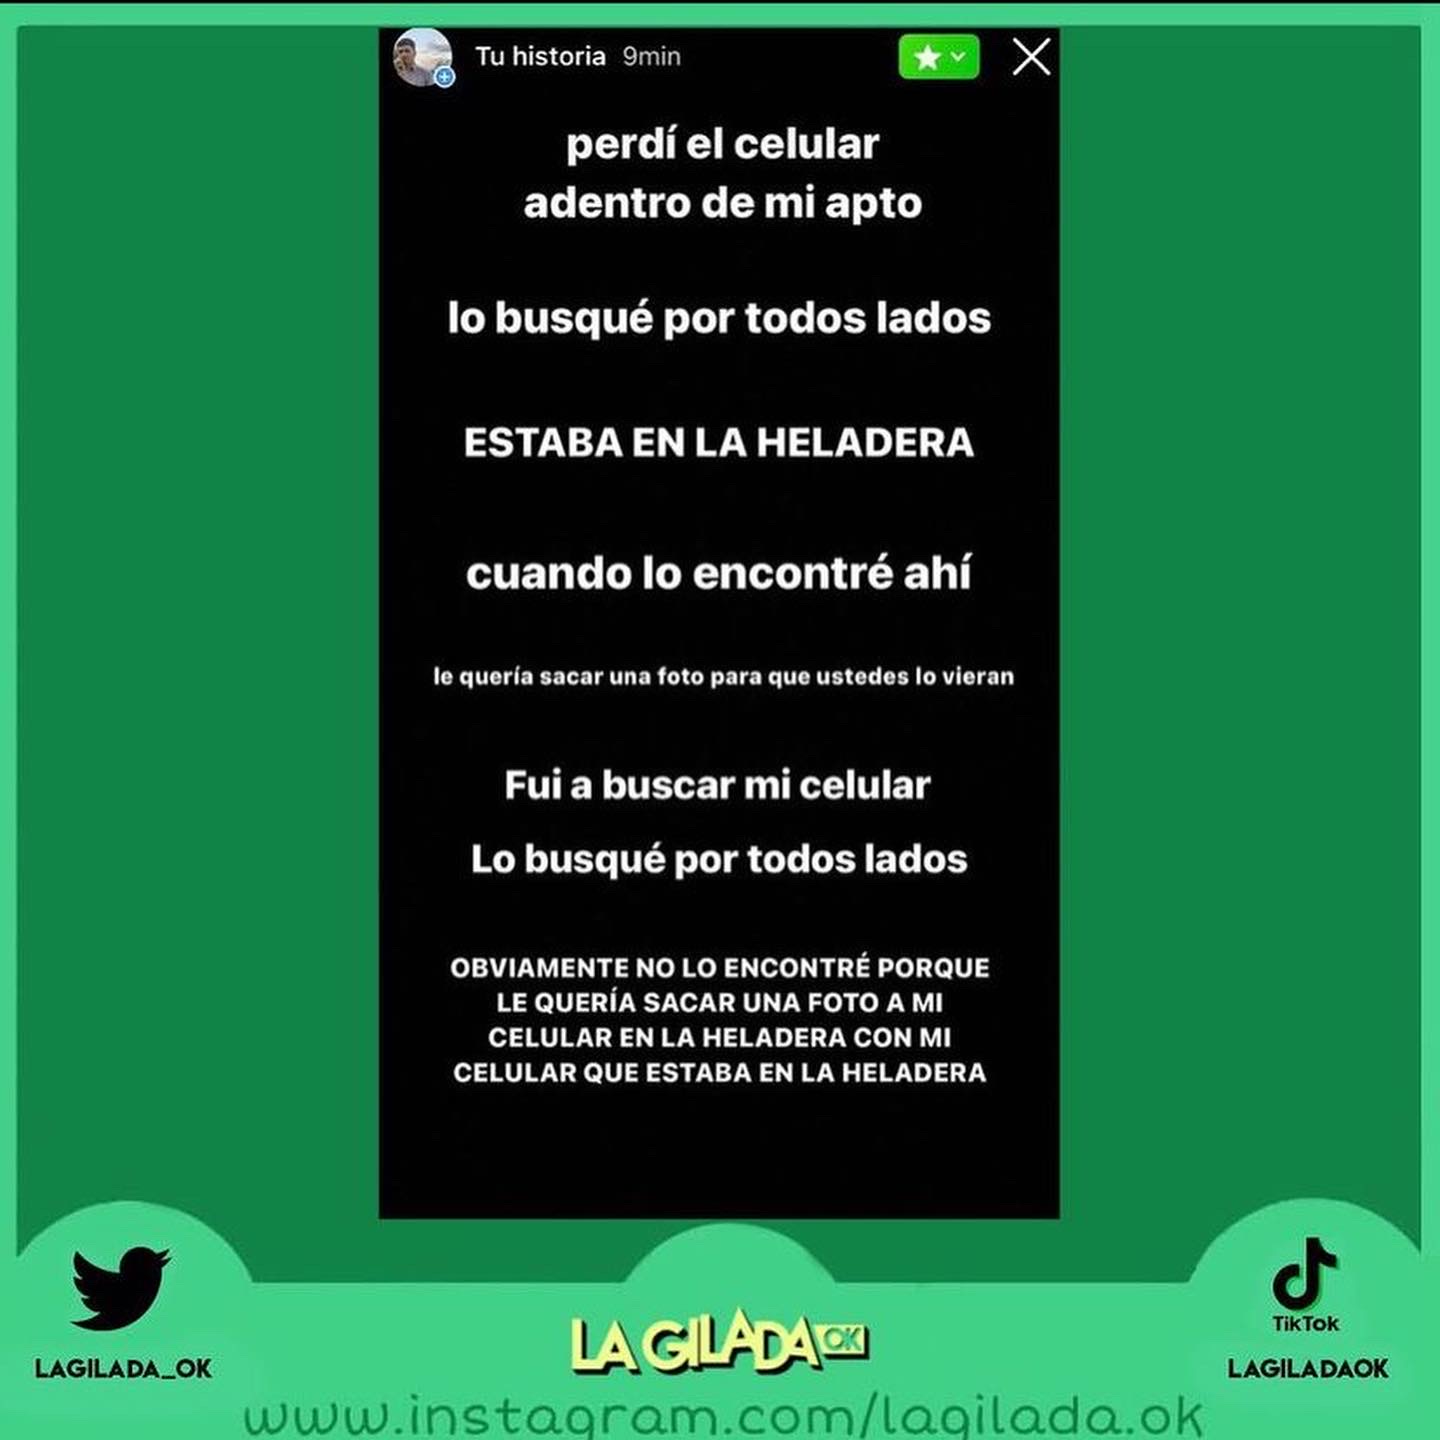 Tu historia 9min
perdí el celular
adentro de mi apto
lo busqué por todos lados
ESTABA EN LA HELADERA
cuando lo encontré ahí
le quería sacar una foto para que ustedes lo vieran
Fui a buscar mi celular
Lo busqué por todos lados
OBVIAMENTE NO LO ENCONTRÉ PORQUE
LE QUERÍA SACAR UNA FOTO A MI
CELULAR EN LA HELADERA CON MI
CELULAR QUE ESTABA EN LA HELADERA
LAGILADA_OK
LA GILADA OK
TikTok
LAGILADAOK
www.instagram.com/lagilada.ok